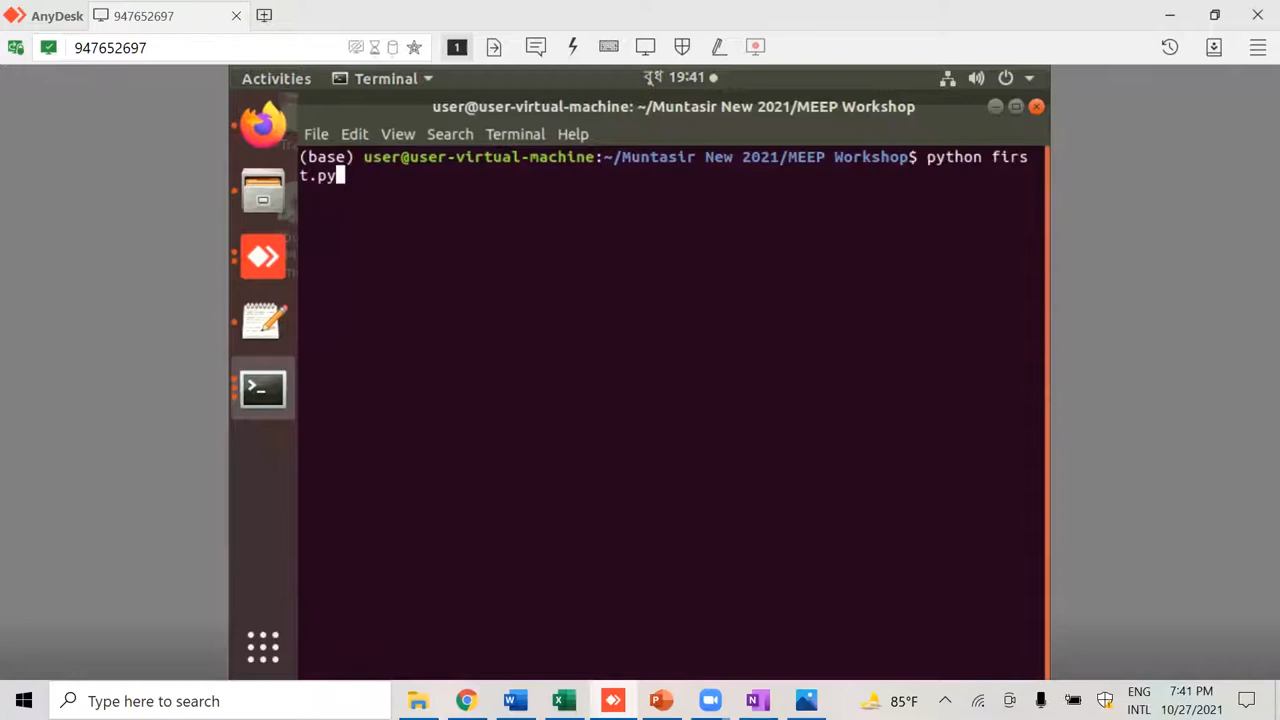 AnyDesk
947652697
947652697
1
Activities
Terminal
বুধ 19:41
user@user-virtual-machine: ~/Muntasir New 2021/MEEP Workshop
File Edit View Search Terminal Help
(base) user@user-virtual-machine:~/Muntasir New 2021/MEEP Workshop$ python firs
t.py
Type here to search
85°F
ENG
INTL
7:41 PM
10/27/2021